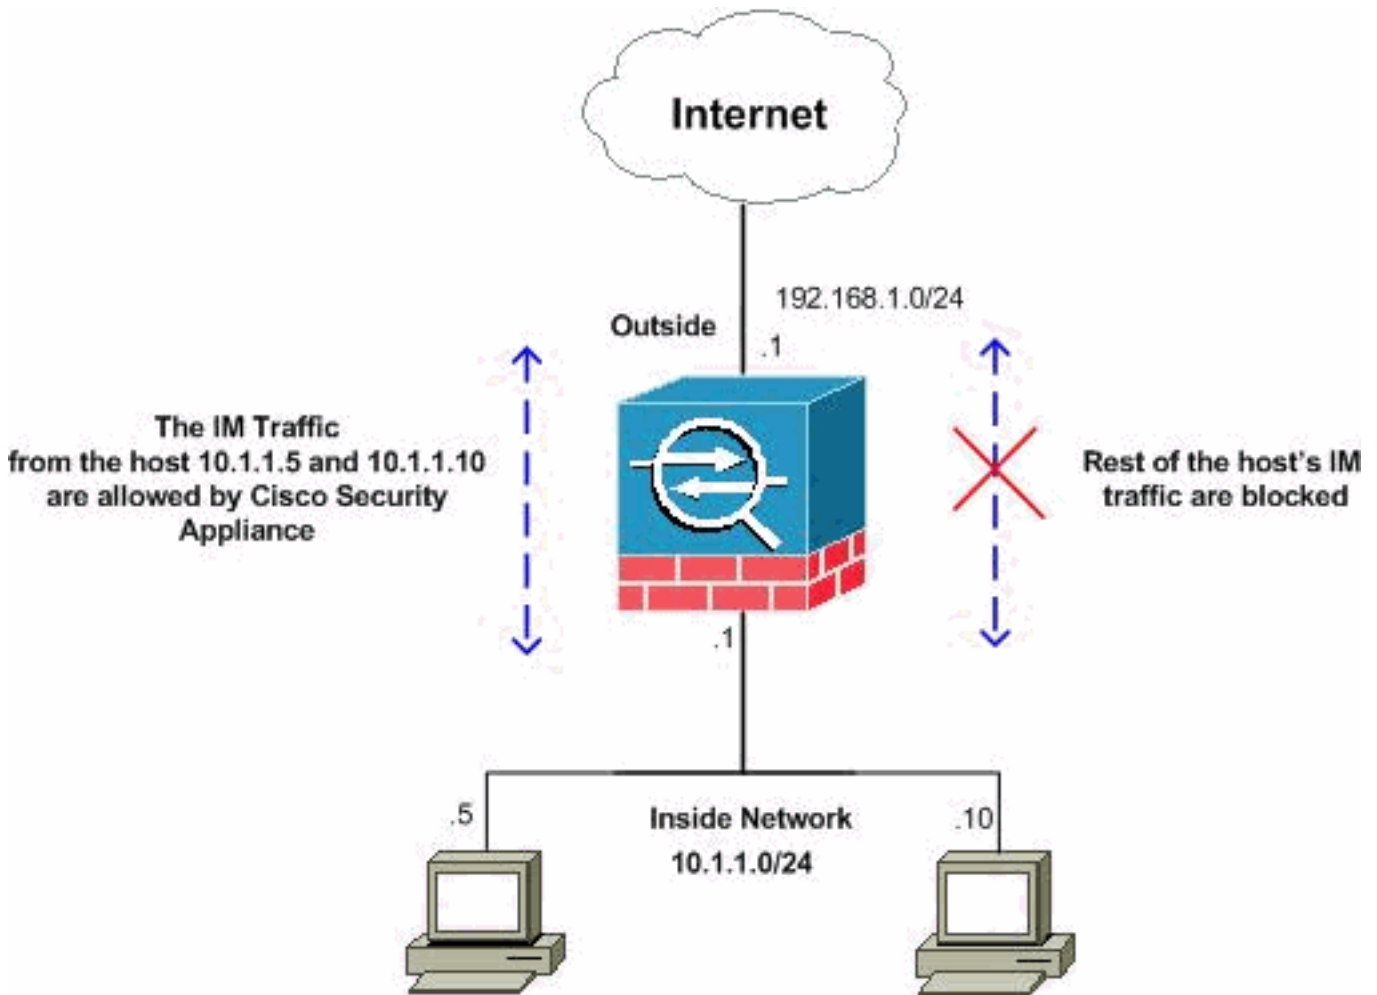 Internet
192.168.1.0/24
Outside
.1
The IM Traffic
from the host 10.1.1.5 and 10.1.1.10
are allowed by Cisco Security
Appliance
Rest of the host's IM
traffic are blocked
.1
.5
Inside Network
.10
10.1.1.0/24